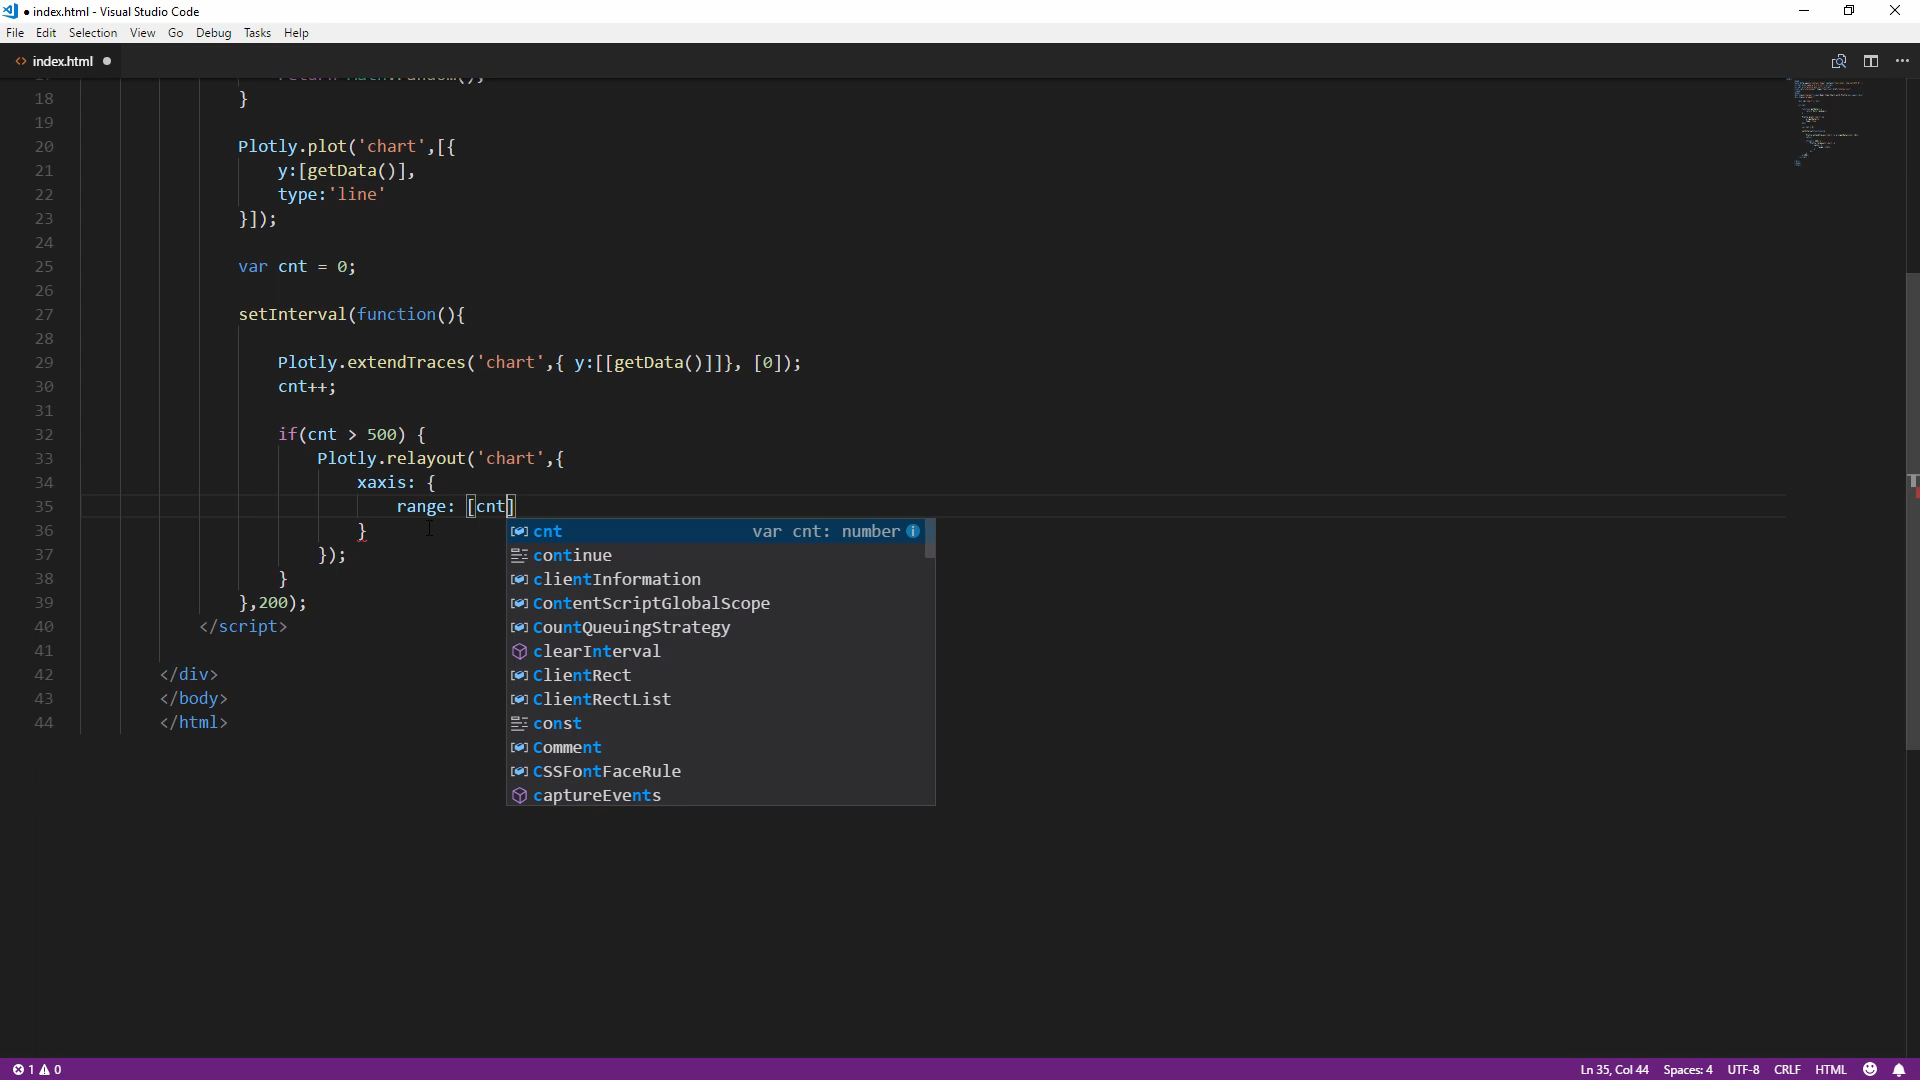 ● index.html - Visual Studio Code
File Edit Selection View Go Debug Tasks Help
<> index.html ●
return Math.random();
18 }
19
20 Plotly.plot('chart',[{
21 y:[getData()],
22 type:'line'
23 }]);
24
25 var cnt = 0;
26
27 setInterval(function(){
28
29 Plotly.extendTraces('chart',{ y:[[getData()]]}, [0]);
30 cnt++;
31
32 if(cnt > 500) {
33 Plotly.relayout('chart',{
34 xaxis: {
35 range: [cnt]
36 }
37 });
38 }
39 },200);
40 </script>
41
42 </div>
43 </body>
44 </html>
cnt var cnt: number
continue
clientInformation
ContentScriptGlobalScope
CountQueuingStrategy
clearInterval
ClientRect
ClientRectList
const
Comment
CSSFontFaceRule
captureEvents
1 0 Ln 35, Col 44 Spaces: 4 UTF-8 CRLF HTML